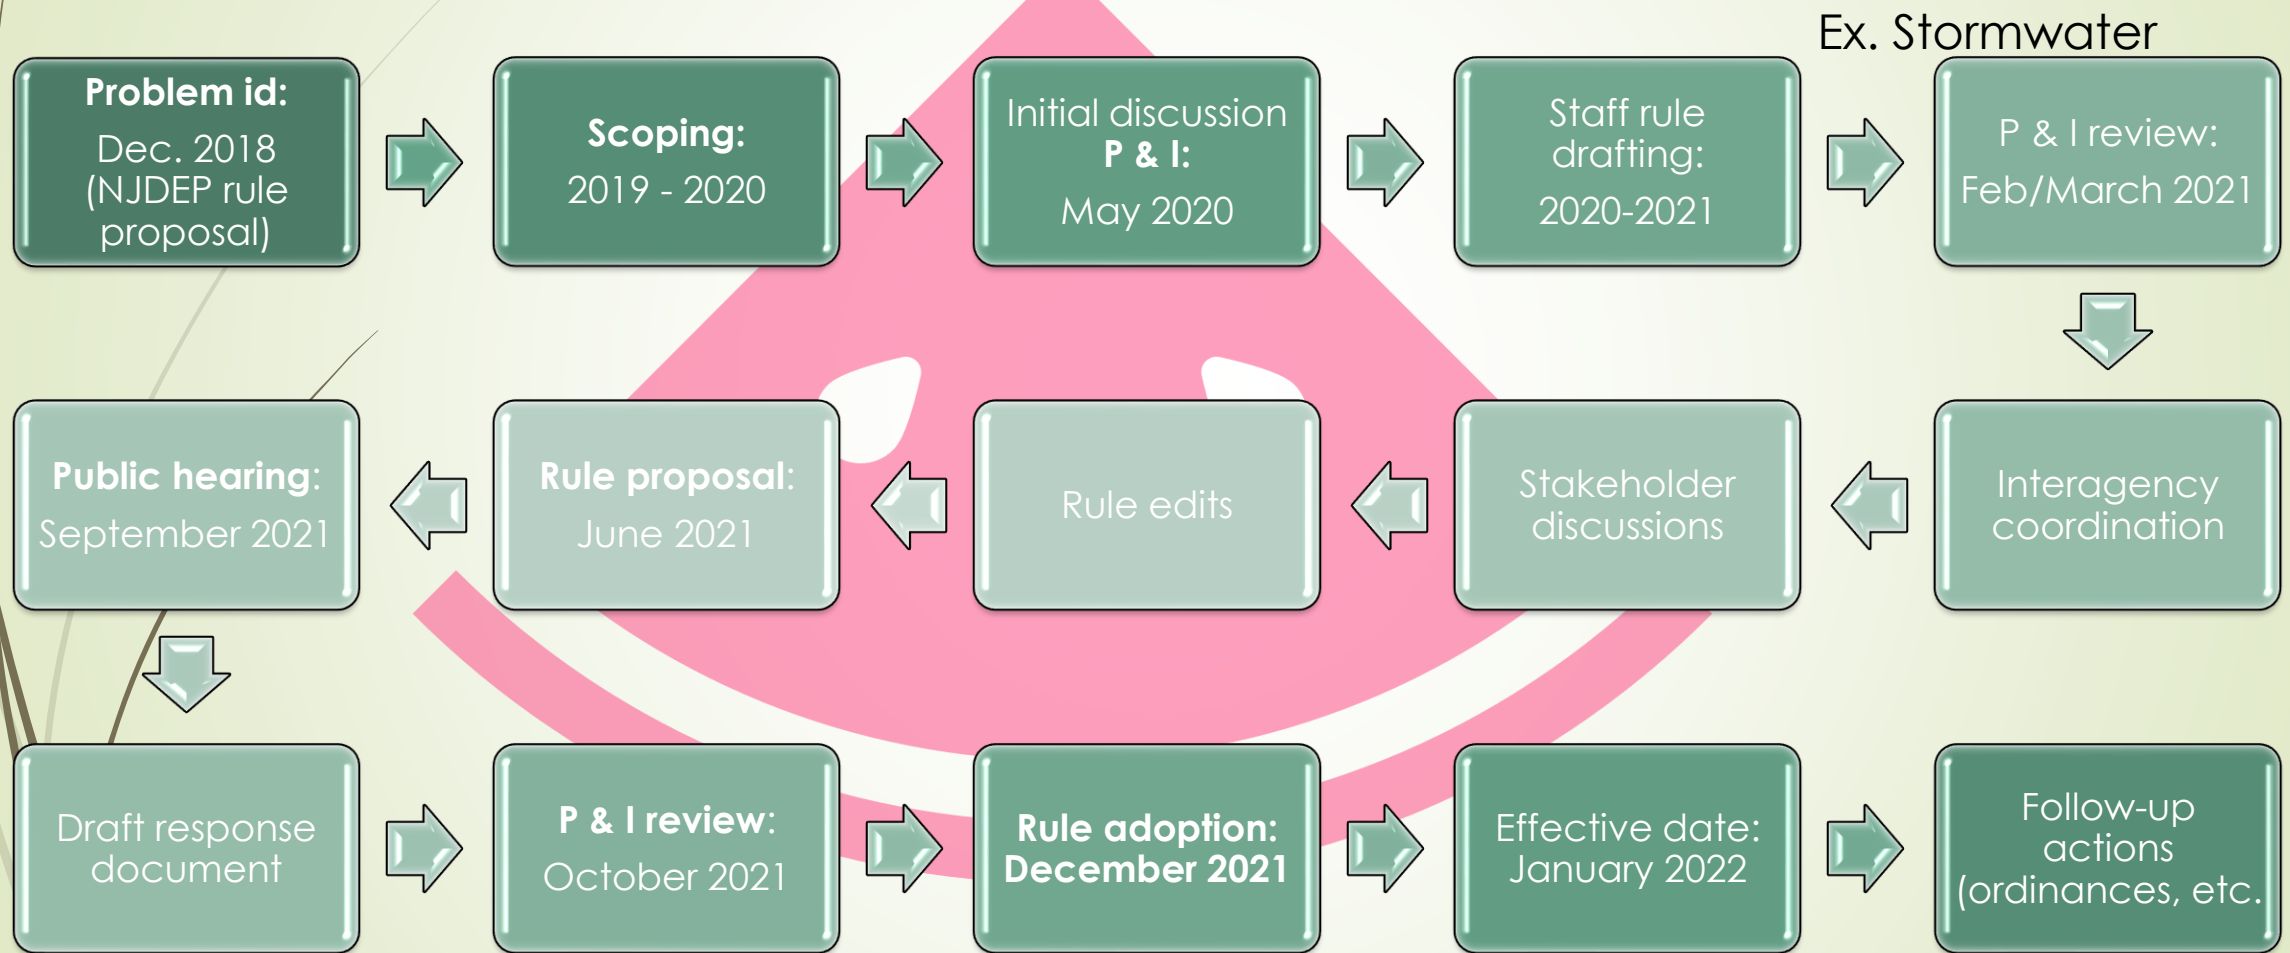 Ex. Stormwater
Problem id:
Dec. 2018
(NJDEP rule
proposal)
Scoping:
2019 - 2020
Initial discussion
P & I:
May 2020
Staff rule
drafting:
2020-2021
P & I review:
Feb/March 2021
Interagency
coordination
Stakeholder
discussions
Rule edits
Rule proposal:
June 2021
Public hearing:
September 2021
Draft response
document
P & I review:
October 2021
Rule adoption:
December 2021
Effective date:
January 2022
Follow-up
actions
(ordinances, etc.